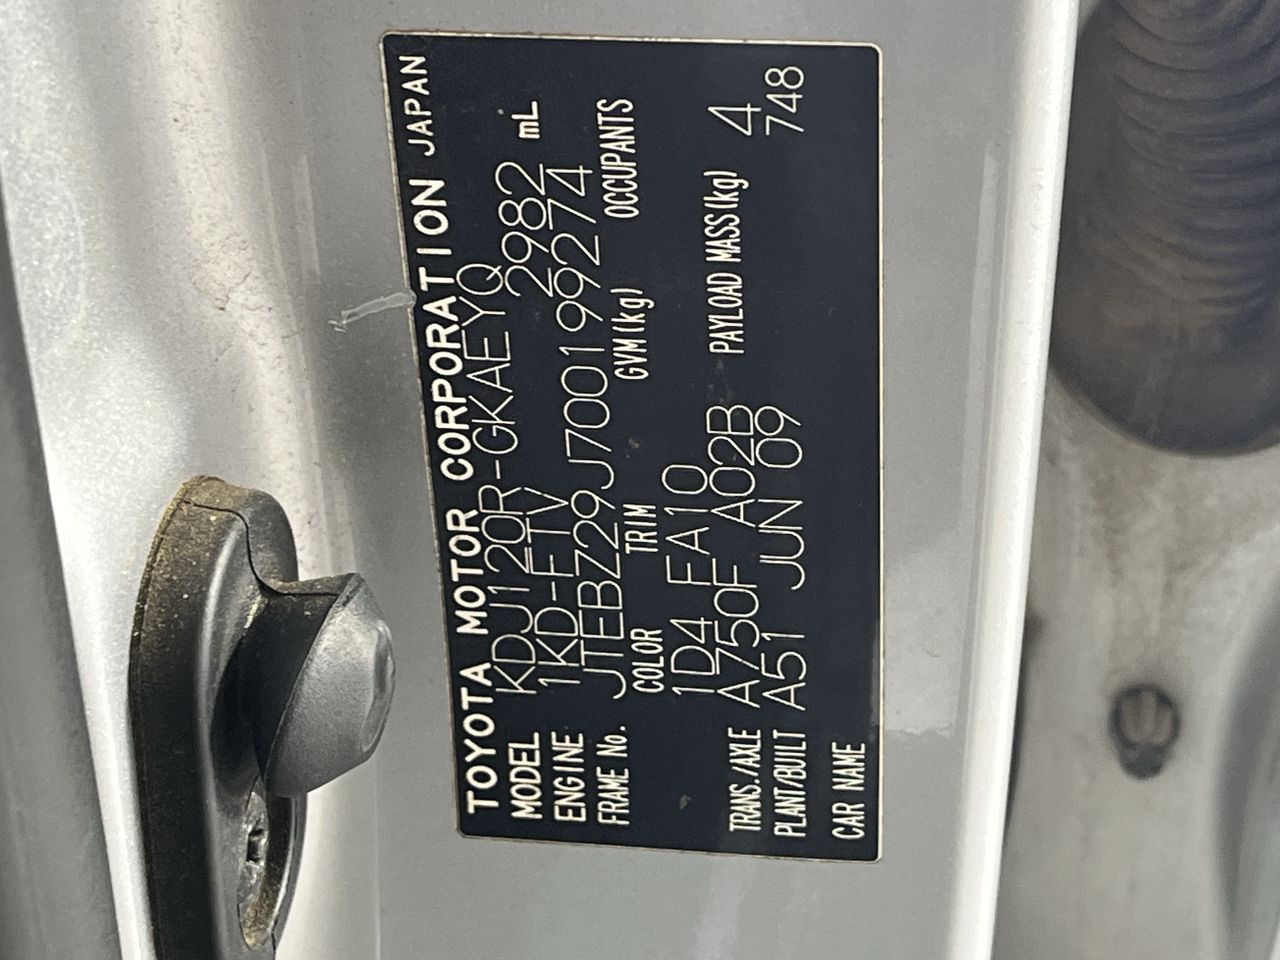 TOYOTA MOTOR CORPORATION JAPAN
MODEL KDJ120R-GKAEYQ
ENGINE 1KD-FTV 2982 mL
FRAME No. JTEBZ29J700199274
COLOR TRIM GVM(kg) OCCUPANTS
1D4 FA10
TRANS./AXLE A750F A02B PAYLOAD MASS(kg) 4
PLANT/BUILT A51 JUN 09 748
CAR NAME